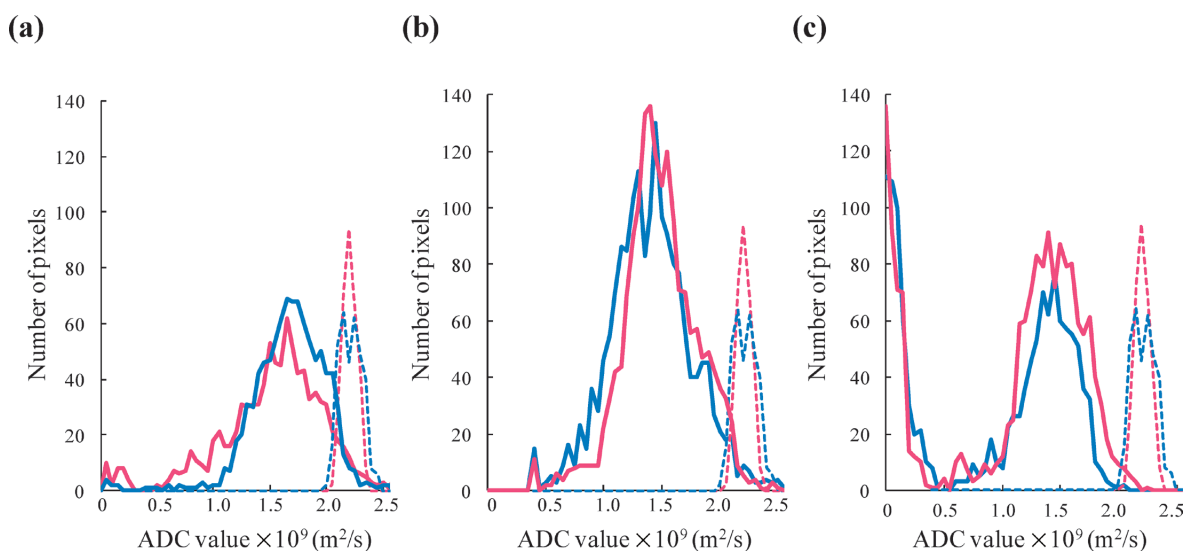 (a) (b) (c)
140 140 140
120 120 120
100 100 100
80 80 80
60 60 60
40 40 40
20 20 20
0 0 0
Number of pixels Number of pixels Number of pixels
0 0.5 1.0 1.5 2.0 2.5 0 0.5 1.0 1.5 2.0 2.5 0 0.5 1.0 1.5 2.0 2.5
ADC value ×10⁹ (m²/s) ADC value ×10⁹ (m²/s) ADC value ×10⁹ (m²/s)